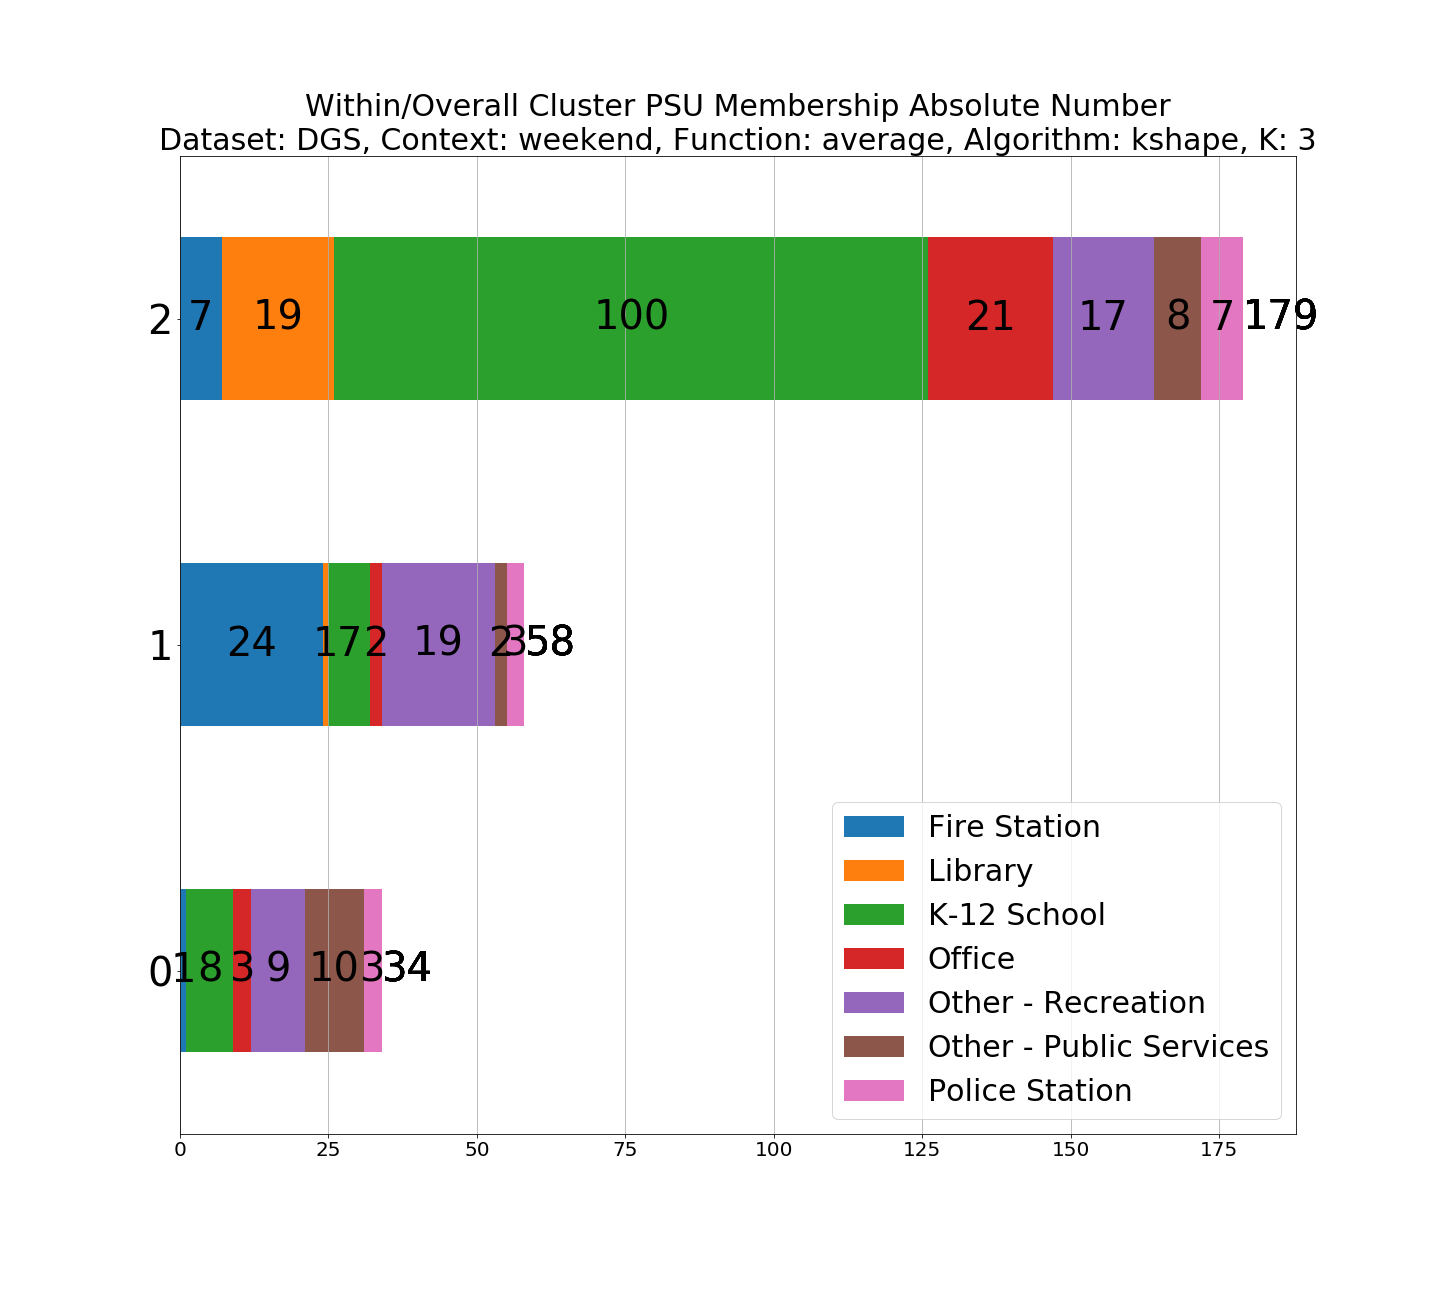 Within/Overall Cluster PSU Membership Absolute Number
Dataset: DGS, Context: weekend, Function: average, Algorithm: kshape, K: 3
2 7 19 100 21 17 8 7 179
1 24 1 7 2 19 2 3 58
0 1 8 3 9 10 3 34
Fire Station
Library
K-12 School
Office
Other - Recreation
Other - Public Services
Police Station
0 25 50 75 100 125 150 175